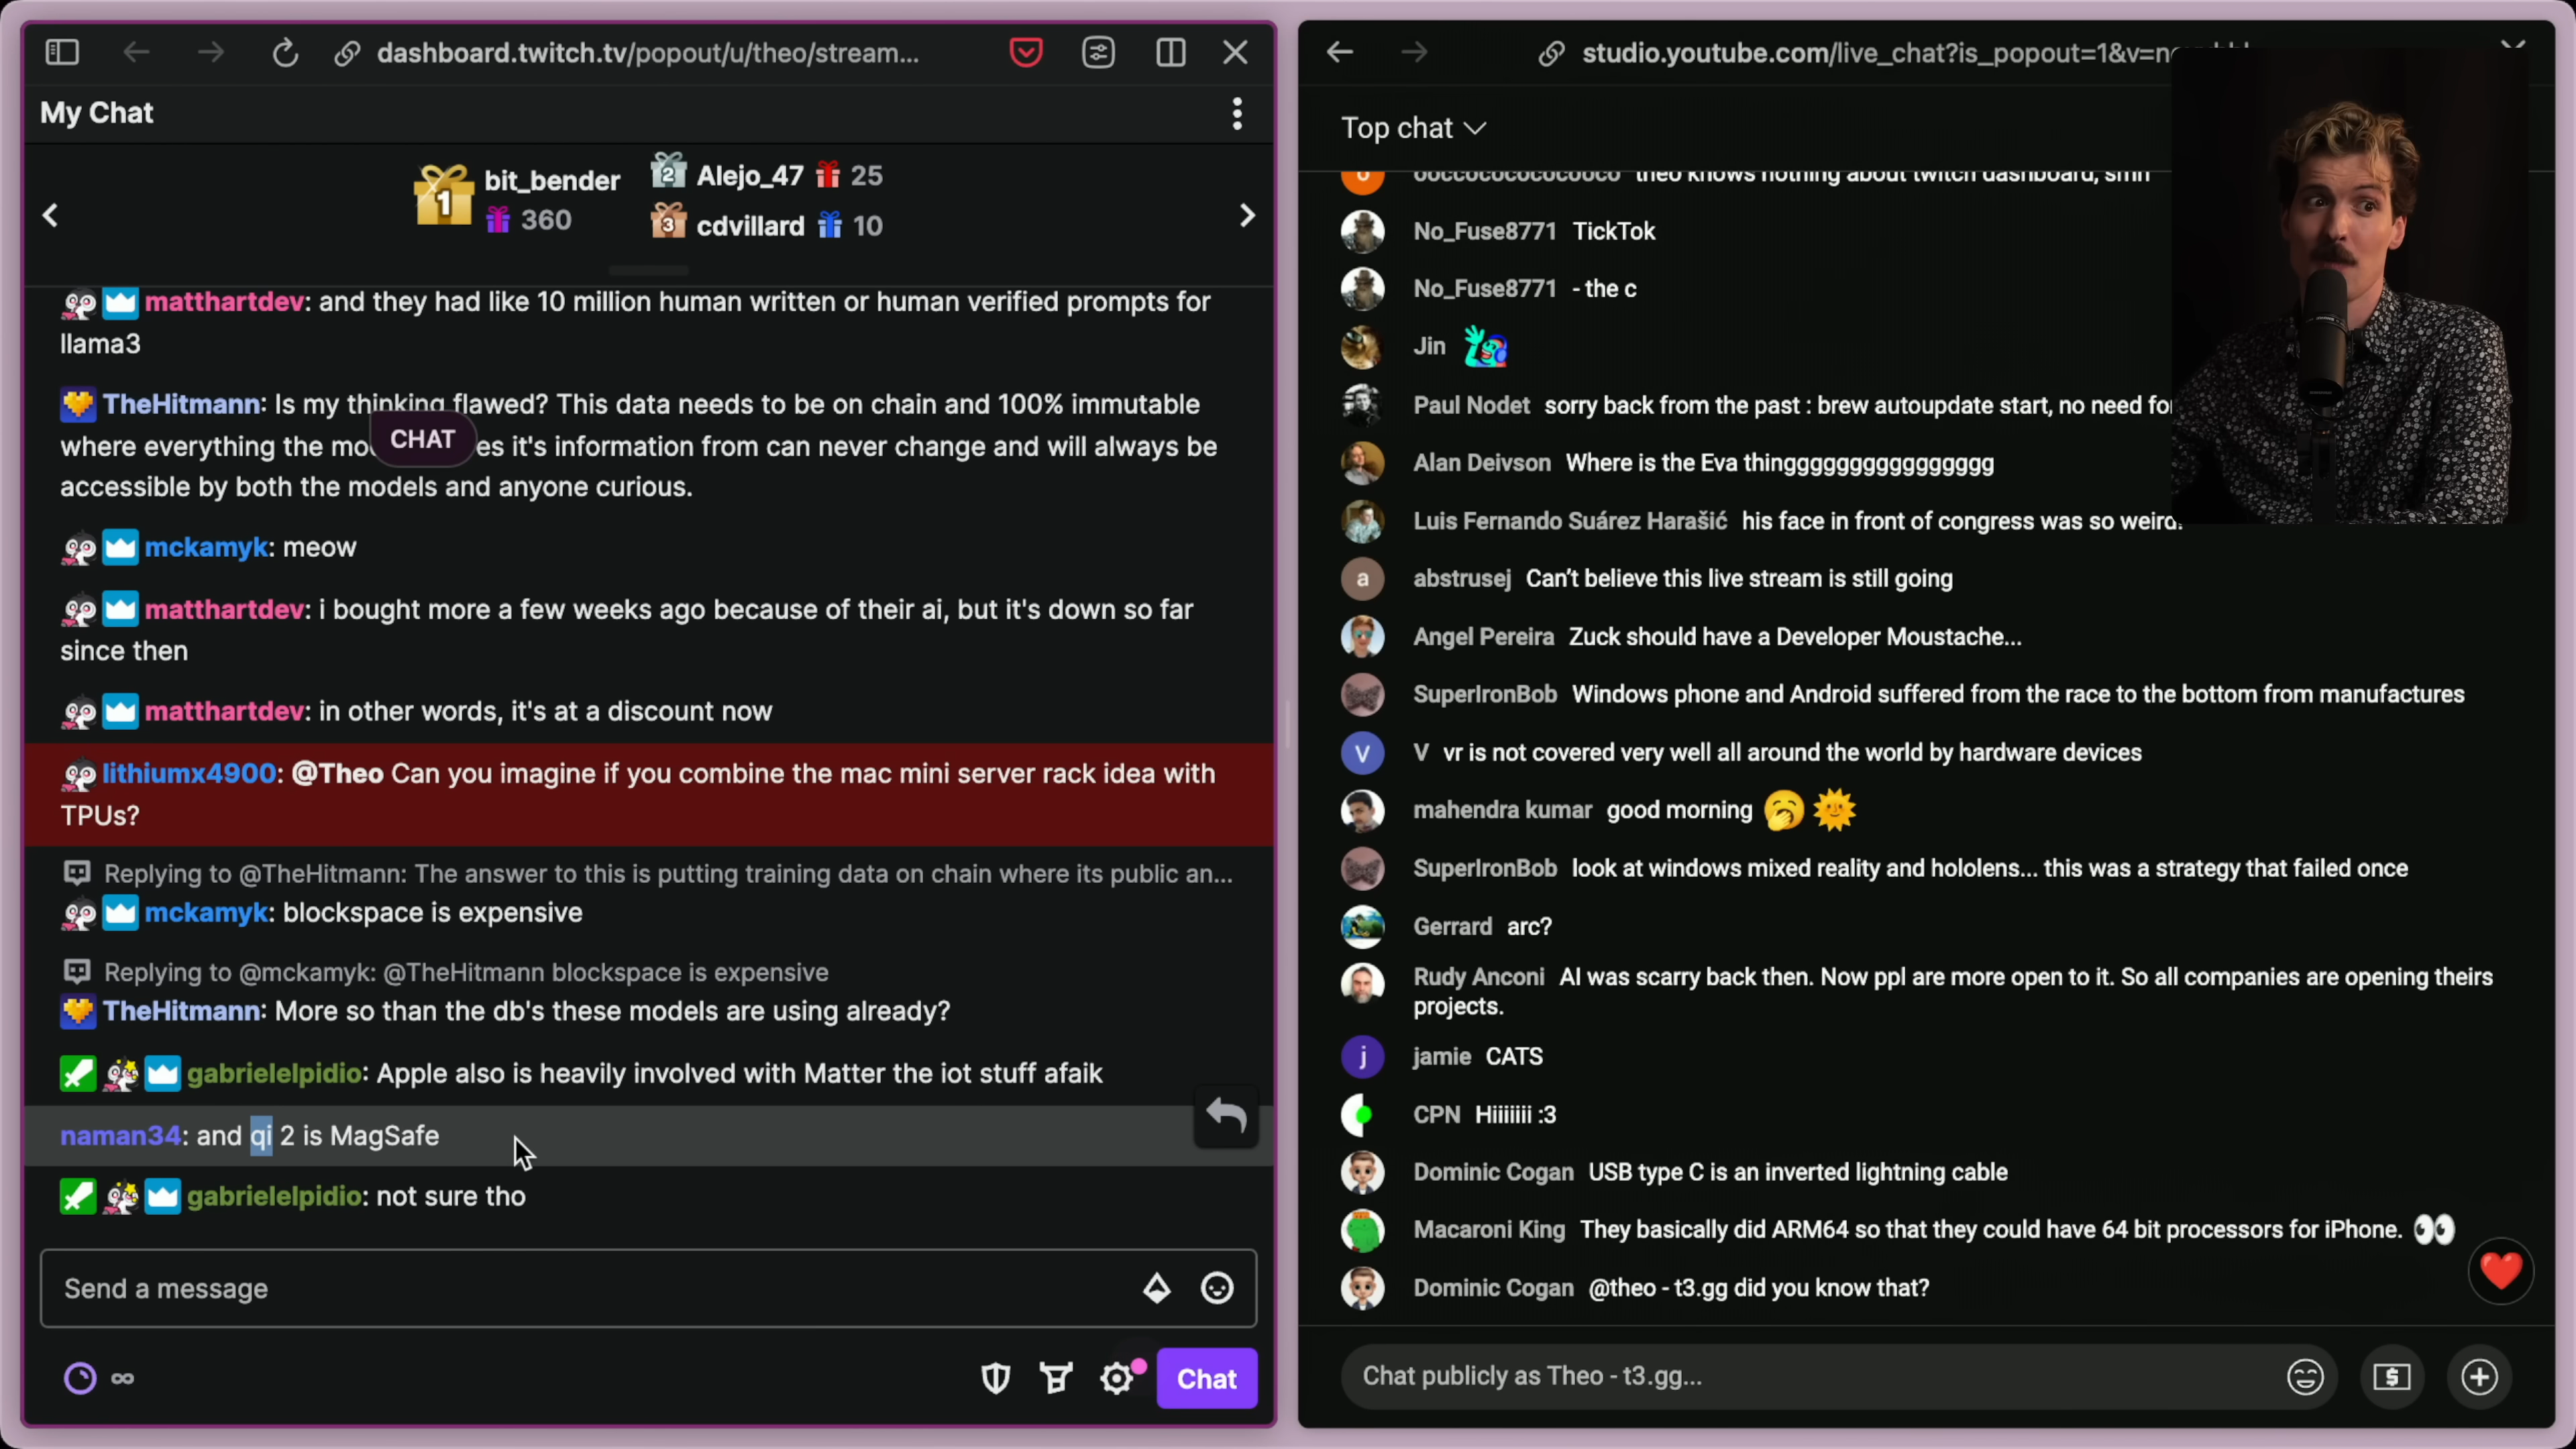 dashboard.twitch.tv/popout/u/theo/stream...
My Chat
1
bit_bender
360
2
Alejo_47
25
3
cdvillard
10
matthartdev: and they had like 10 million human written or human verified prompts for
llama3
TheHitmann: Is my thinking flawed? This data needs to be on chain and 100% immutable
where everything the mo
CHAT
es it's information from can never change and will always be
accessible by both the models and anyone curious.
mckamyk: meow
matthartdev: i bought more a few weeks ago because of their ai, but it's down so far
since then
matthartdev: in other words, it's at a discount now
lithiumx4900: @Theo Can you imagine if you combine the mac mini server rack idea with
TPUs?
Replying to @TheHitmann: The answer to this is putting training data on chain where its public an...
mckamyk: blockspace is expensive
Replying to @mckamyk: @TheHitmann blockspace is expensive
TheHitmann: More so than the db's these models are using already?
gabrielelpidio: Apple also is heavily involved with Matter the iot stuff afaik
naman34: and qi 2 is MagSafe
gabrielelpidio: not sure tho
Send a message
∞
Chat
studio.youtube.com/live_chat?is_popout=1&v=n
Top chat
theo knows nothing about twitch dashboard, smh
No_Fuse8771 TickTok
No_Fuse8771 - the c
Jin
Paul Nodet sorry back from the past : brew autoupdate start, no need for
Alan Deivson Where is the Eva thingggggggggggggggg
Luis Fernando Suárez Harašić his face in front of congress was so weird.
a abstrusej Can't believe this live stream is still going
Angel Pereira Zuck should have a Developer Moustache...
SuperIronBob Windows phone and Android suffered from the race to the bottom from manufactures
V V vr is not covered very well all around the world by hardware devices
mahendra kumar good morning 🥱🌞
SuperIronBob look at windows mixed reality and hololens... this was a strategy that failed once
Gerrard arc?
Rudy Anconi AI was scarry back then. Now ppl are more open to it. So all companies are opening theirs
projects.
j jamie CATS
CPN Hiiiiiii :3
Dominic Cogan USB type C is an inverted lightning cable
Macaroni King They basically did ARM64 so that they could have 64 bit processors for iPhone. 👀
Dominic Cogan @theo - t3.gg did you know that?
Chat publicly as Theo - t3.gg...